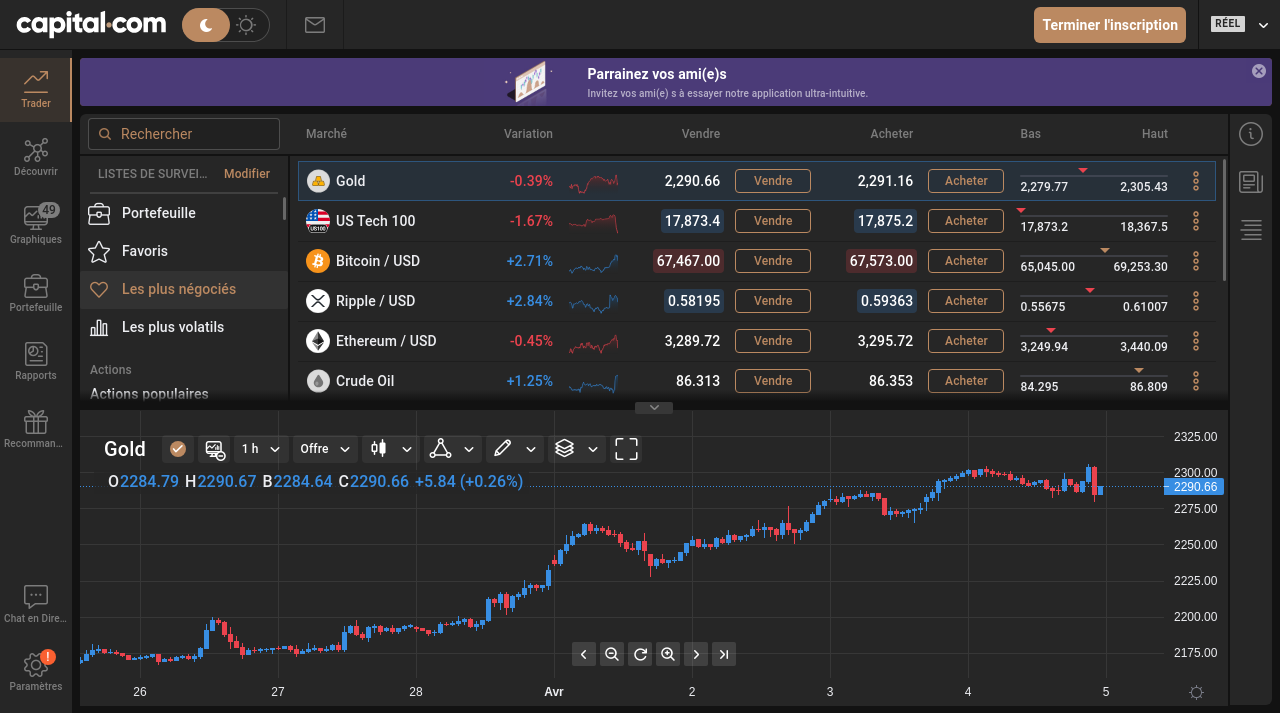 capital.com
Terminer l'inscription
RÉEL
Parrainez vos ami(e)s
Invitez vos ami(e) s à essayer notre application ultra-intuitive.
Trader
Découvrir
49
Graphiques
Portefeuille
Rapports
Recomman...
Chat en Dire...
!
Paramètres
Rechercher
Marché Variation Vendre Acheter Bas Haut
LISTES DE SURVEI... Modifier
Portefeuille
Favoris
Les plus négociés
Les plus volatils
Actions
Actions populaires
Gold -0.39% 2,290.66 Vendre 2,291.16 Acheter 2,279.77 2,305.43
US100 US Tech 100 -1.67% 17,873.4 Vendre 17,875.2 Acheter 17,873.2 18,367.5
Bitcoin / USD +2.71% 67,467.00 Vendre 67,573.00 Acheter 65,045.00 69,253.30
Ripple / USD +2.84% 0.58195 Vendre 0.59363 Acheter 0.55675 0.61007
Ethereum / USD -0.45% 3,289.72 Vendre 3,295.72 Acheter 3,249.94 3,440.09
Crude Oil +1.25% 86.313 Vendre 86.353 Acheter 84.295 86.809
Gold 1 h Offre
O2284.79 H2290.67 B2284.64 C2290.66 +5.84 (+0.26%)
2325.00
2300.00
2290.66
2275.00
2250.00
2225.00
2200.00
2175.00
26 27 28 Avr 2 3 4 5